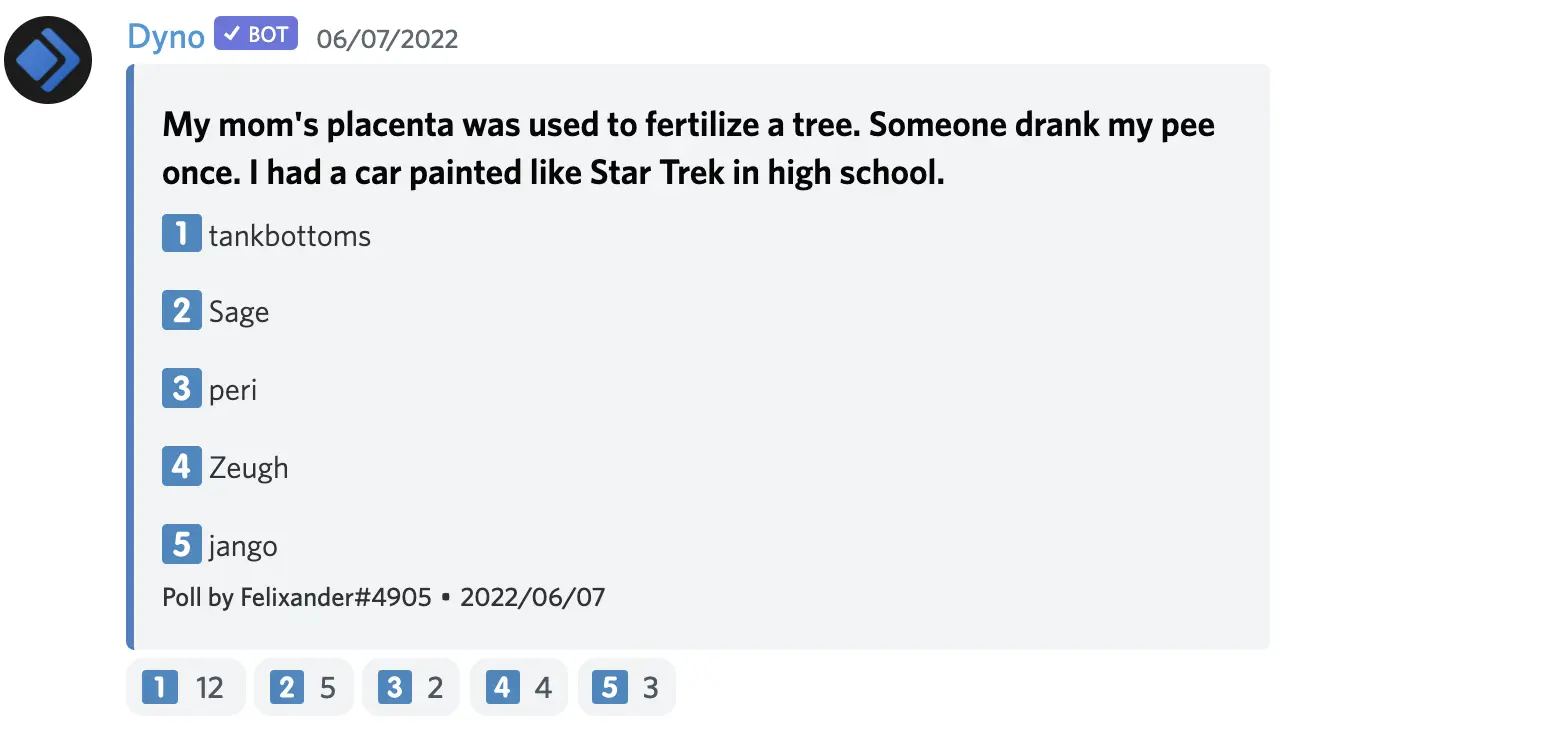 Dyno ✓ BOT 06/07/2022
My mom's placenta was used to fertilize a tree. Someone drank my pee
once. I had a car painted like Star Trek in high school.
1 tankbottoms
2 Sage
3 peri
4 Zeugh
5 jango
Poll by Felixander#4905 • 2022/06/07
1 12 2 5 3 2 4 4 5 3